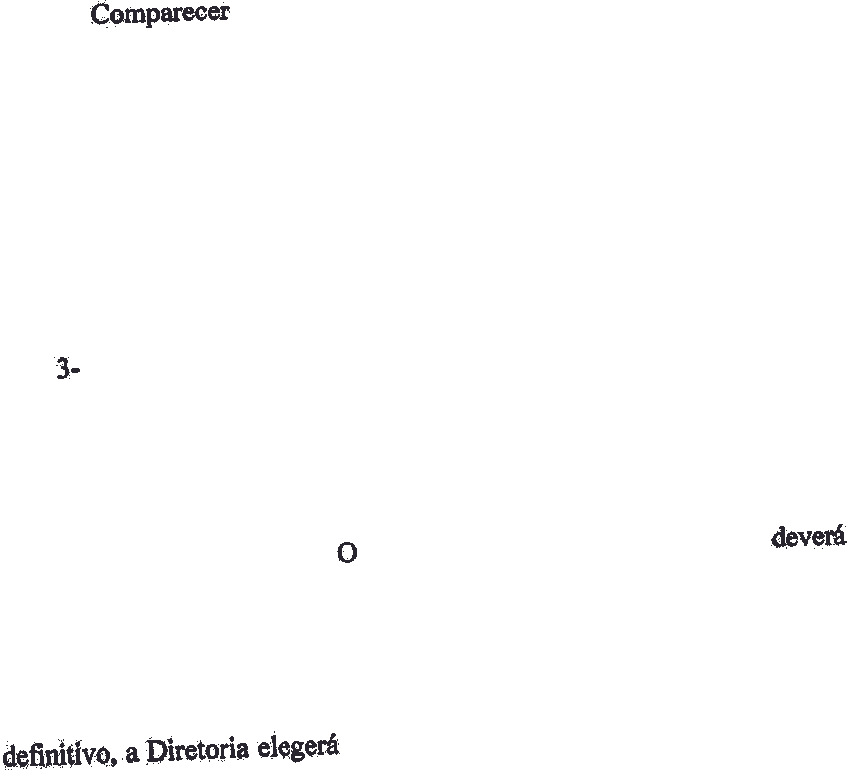 Comparecer
3-
O deverá
definitivo, a Diretoria elegerá